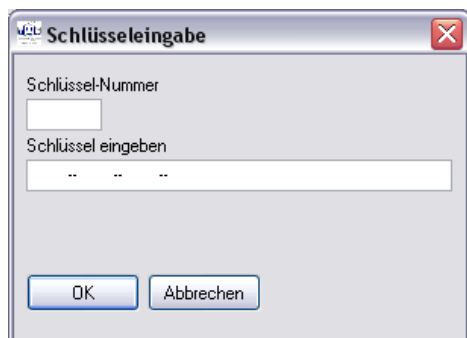 Schlüsseleingabe
Schlüssel-Nummer
Schlüssel eingeben
-- -- --
OK Abbrechen